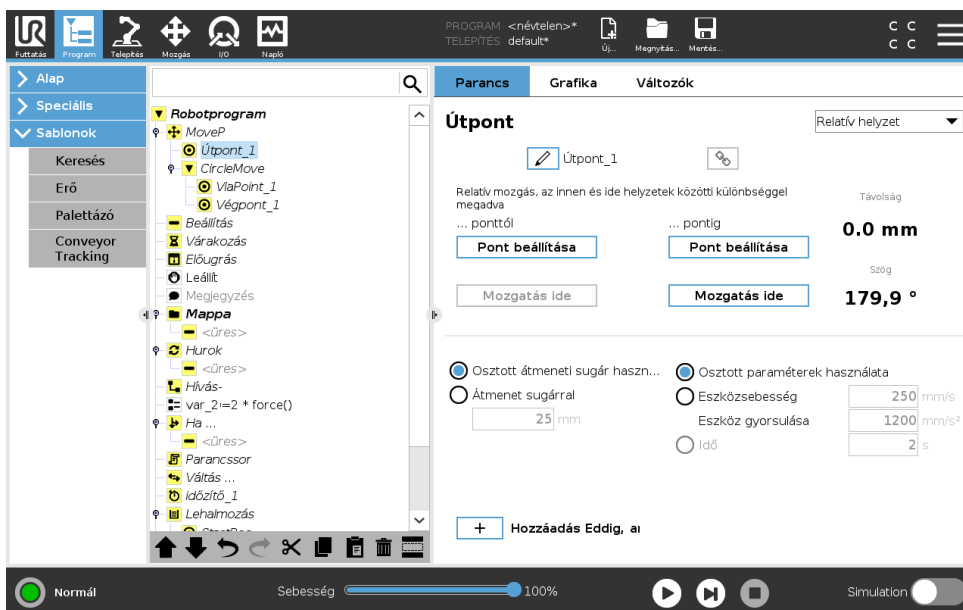 PROGRAM <névtelen>*
TELEPÍTÉS default*
Futtatás
Program
Telepítés
Mozgás
I/O
Napló
Új...
Megnyitás...
Mentés...
C C
C C
Alap
Speciális
Sablonok
Keresés
Erő
Palettázó
Conveyor
Tracking
Robotprogram
MoveP
Útpont_1
CircleMove
ViaPoint_1
Végpont_1
Beállítás
Várakozás
Előugrás
Leállít
Megjegyzés
Mappa
<üres>
Hurok
<üres>
Hívás-
var_2:=2 * force()
Ha ...
<üres>
Parancssor
Váltás ...
időzítő_1
Lehalmozás
Parancs
Grafika
Változók
Útpont
Relatív helyzet
Útpont_1
Relatív mozgás, az innen és ide helyzetek közötti különbséggel
megadva
Távolság
... ponttól
... pontig
0.0 mm
Pont beállítása
Pont beállítása
Szög
Mozgatás ide
Mozgatás ide
179,9 °
Osztott átmeneti sugár haszn...
Osztott paraméterek használata
Átmenet sugárral
Eszközsebesség
250 mm/s
25 mm
Eszköz gyorsulása
1200 mm/s²
Idő
2 s
+ Hozzáadás Eddig, ai
Normál
Sebesség
100%
Simulation